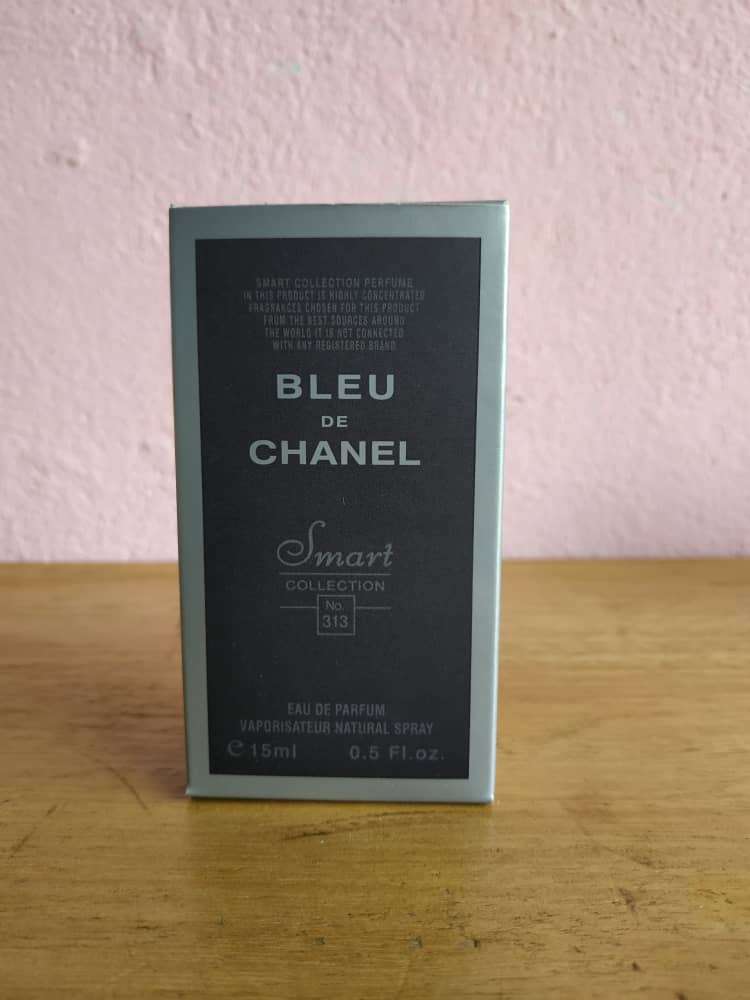 SMART COLLECTION PERFUME
IN THIS PRODUCT IS HIGHLY CONCENTRATED
FRAGRANCES CHOSEN FOR THIS PRODUCT
FROM THE BEST SOURCES AROUND
THE WORLD IT IS NOT CONNECTED
WITH ANY REGISTERED BRAND
BLEU
DE
CHANEL
Smart
COLLECTION
No.
313
EAU DE PARFUM
VAPORISATEUR NATURAL SPRAY
℮ 15ml 0.5 Fl.oz.